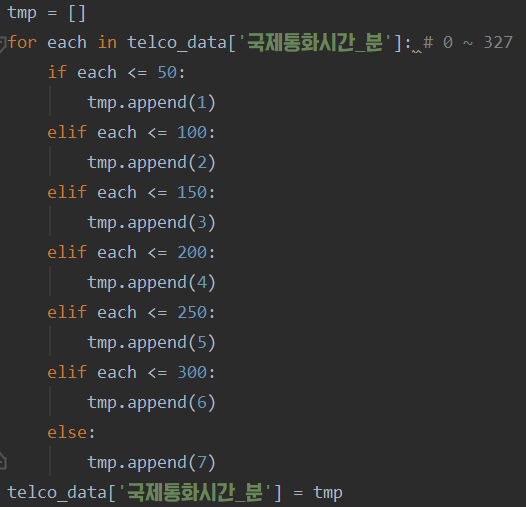 tmp = []
for each in telco_data['국제통화시간_분']: # 0 ~ 327
    if each <= 50:
        tmp.append(1)
    elif each <= 100:
        tmp.append(2)
    elif each <= 150:
        tmp.append(3)
    elif each <= 200:
        tmp.append(4)
    elif each <= 250:
        tmp.append(5)
    elif each <= 300:
        tmp.append(6)
    else:
        tmp.append(7)
telco_data['국제통화시간_분'] = tmp